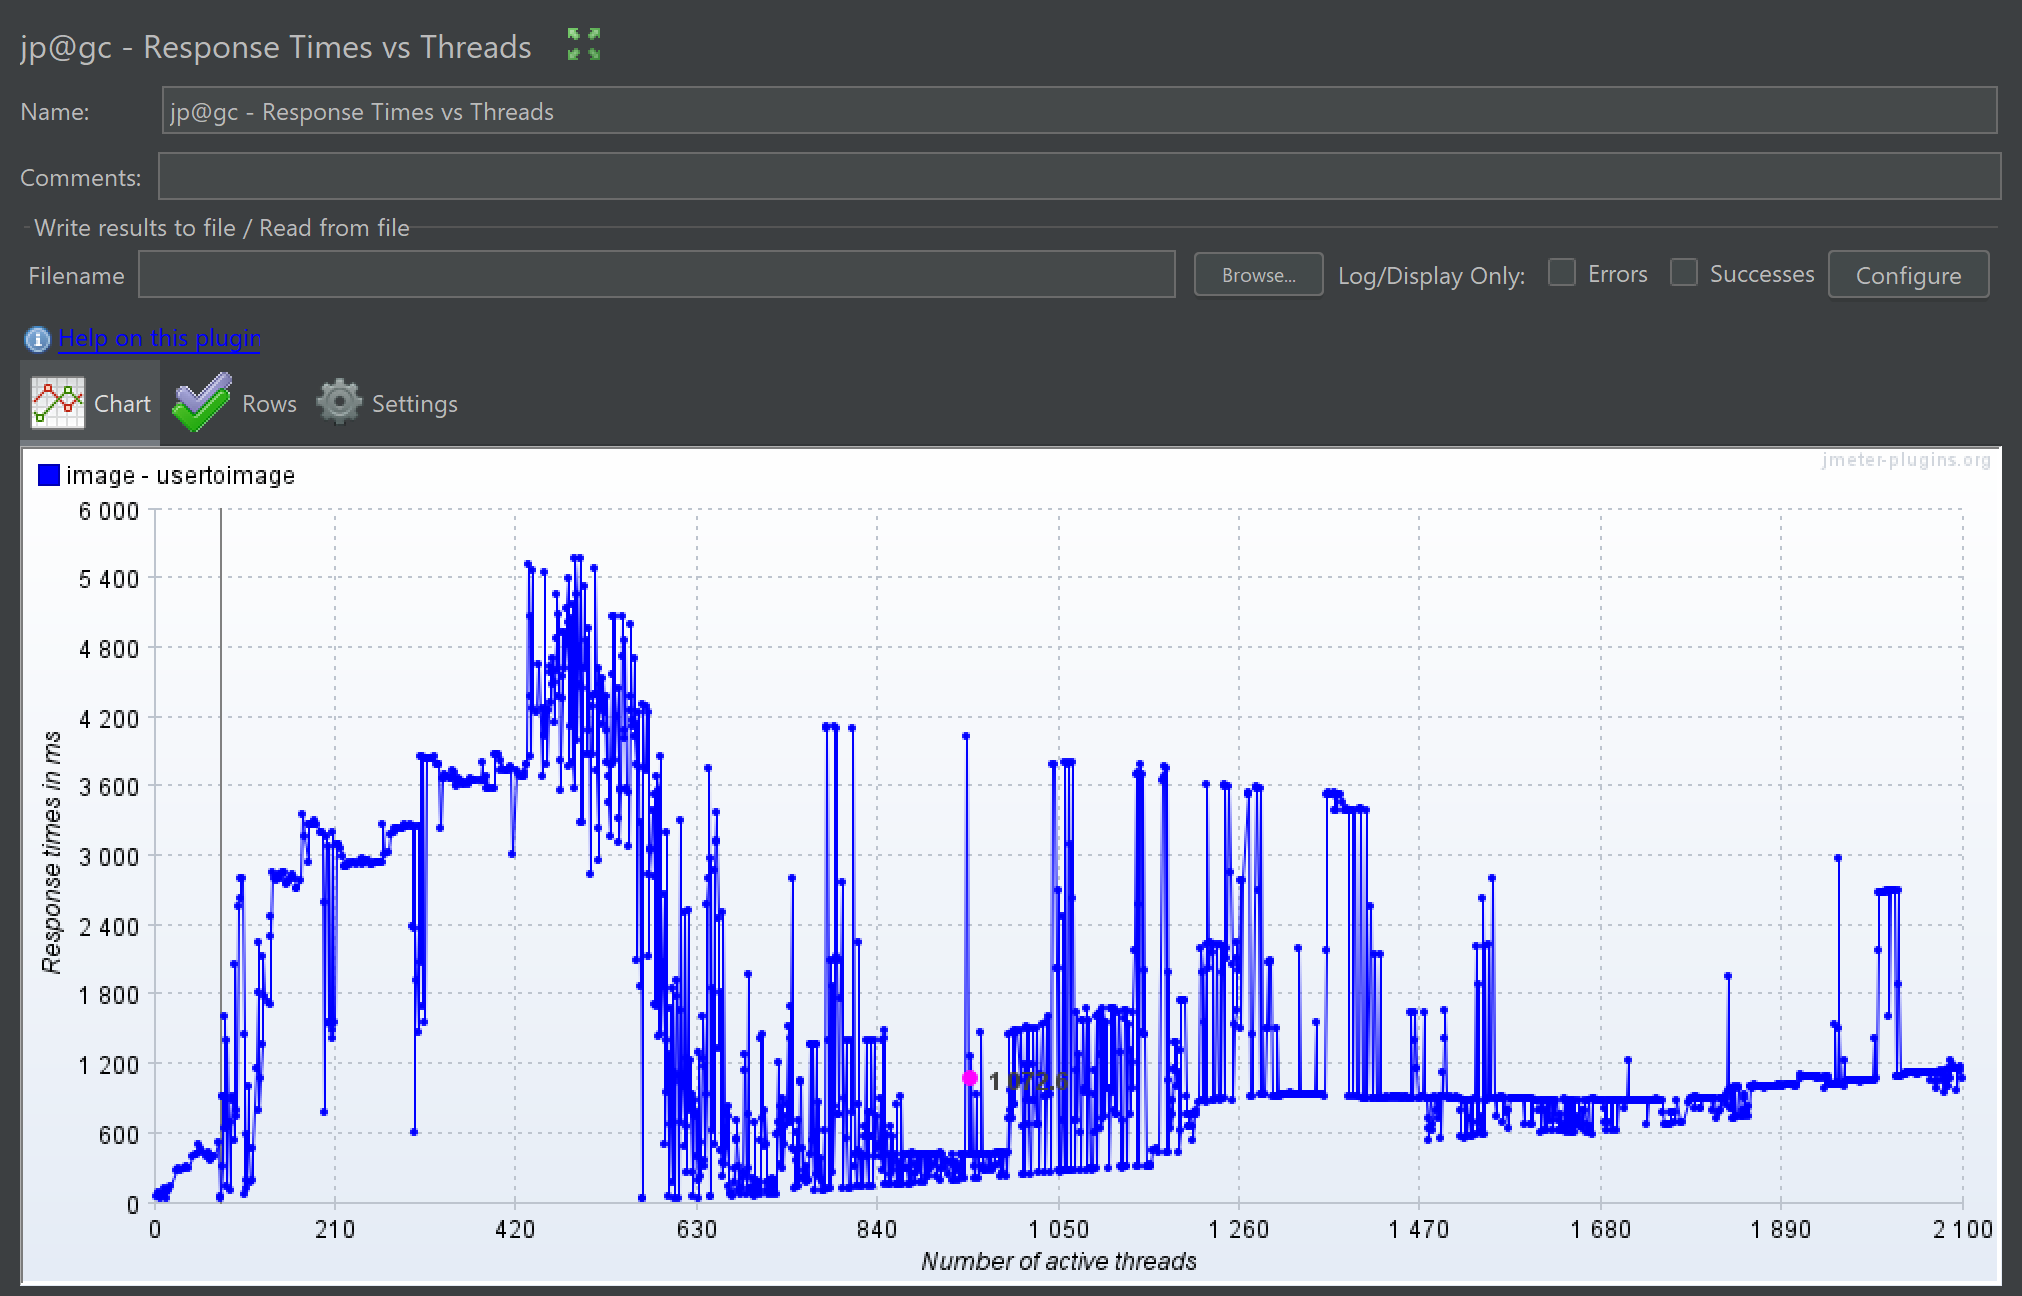 jp@gc - Response Times vs Threads
Name: jp@gc - Response Times vs Threads
Comments:
Write results to file / Read from file
Filename Browse... Log/Display Only: Errors Successes Configure
Help on this plugin
Chart Rows Settings
image - usertoimage
jmeter-plugins.org
6 000
5 400
4 800
4 200
3 600
3 000
2 400
1 800
1 200
600
0
Response times in ms
1 072.6
0 210 420 630 840 1 050 1 260 1 470 1 680 1 890 2 100
Number of active threads